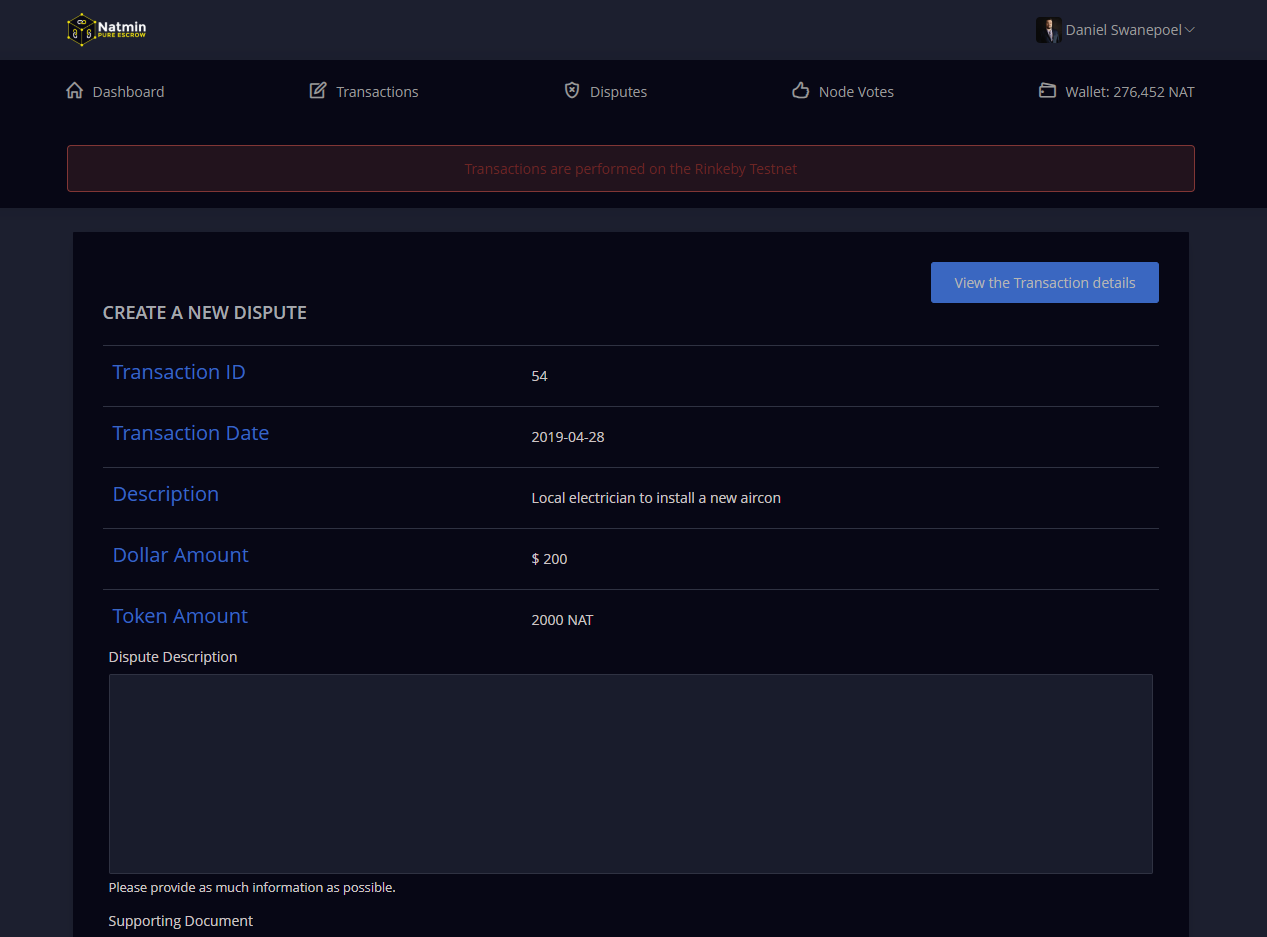 Natmin
PURE ESCROW
Daniel Swanepoel
Dashboard
Transactions
Disputes
Node Votes
Wallet: 276,452 NAT
Transactions are performed on the Rinkeby Testnet
View the Transaction details
CREATE A NEW DISPUTE
Transaction ID
54
Transaction Date
2019-04-28
Description
Local electrician to install a new aircon
Dollar Amount
$ 200
Token Amount
2000 NAT
Dispute Description
Please provide as much information as possible.
Supporting Document